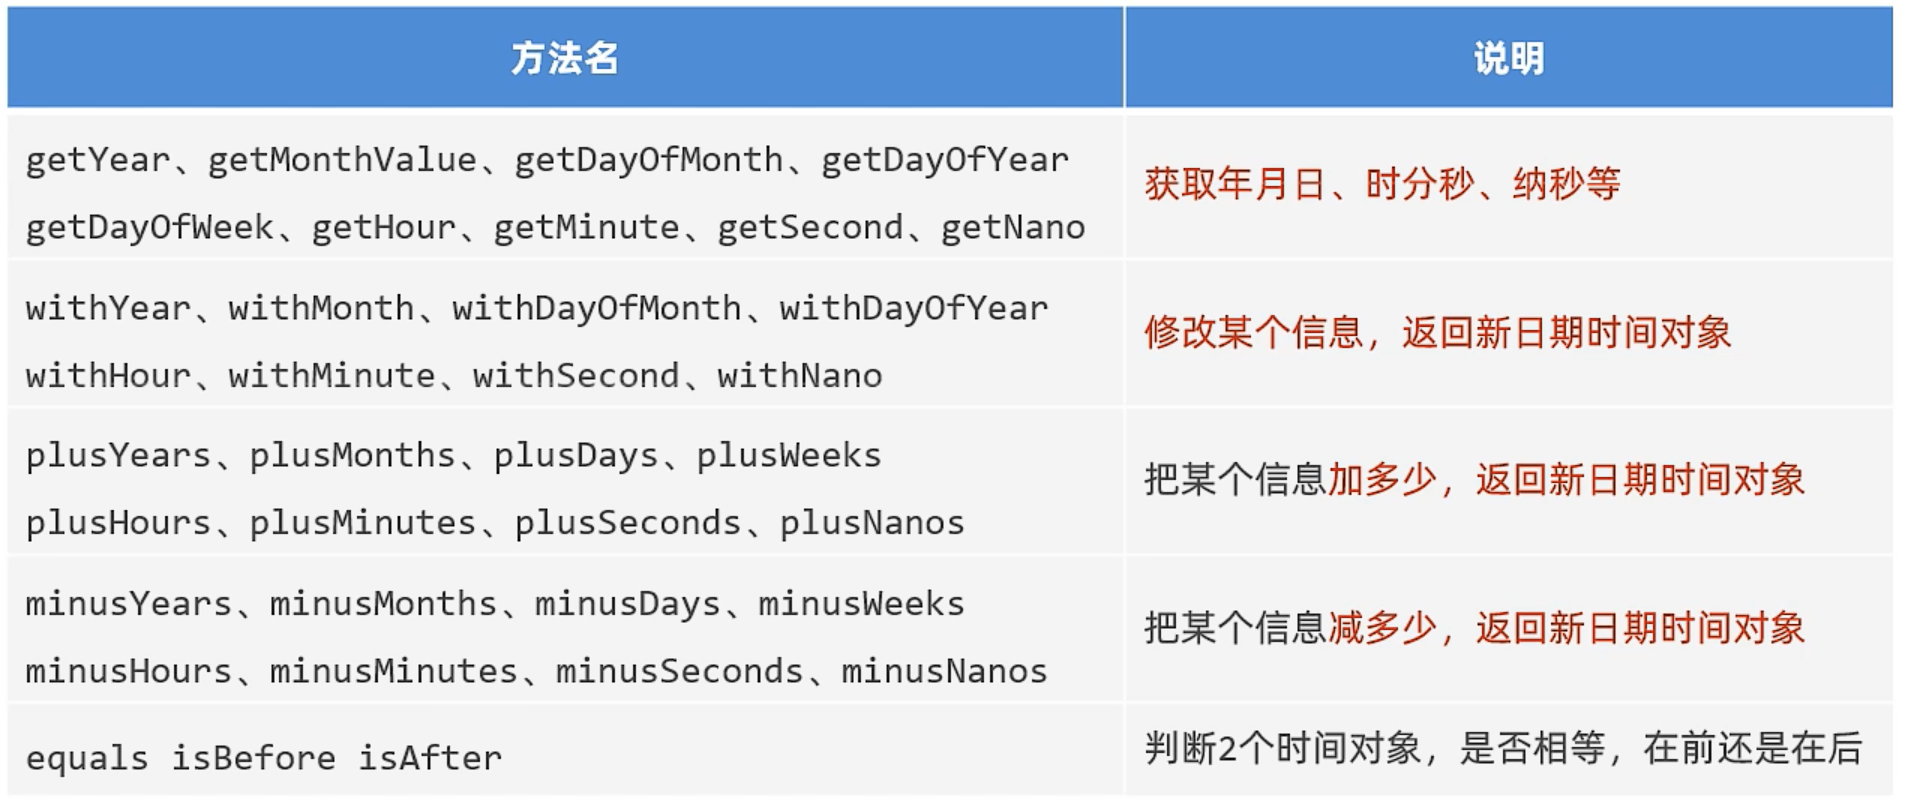 方法名
说明
getYear、getMonthValue、getDayOfMonth、getDayOfYear
getDayOfWeek、getHour、getMinute、getSecond、getNano
获取年月日、时分秒、纳秒等
withYear、withMonth、withDayOfMonth、withDayOfYear
withHour、withMinute、withSecond、withNano
修改某个信息，返回新日期时间对象
plusYears、plusMonths、plusDays、plusWeeks
plusHours、plusMinutes、plusSeconds、plusNanos
把某个信息加多少，返回新日期时间对象
minusYears、minusMonths、minusDays、minusWeeks
minusHours、minusMinutes、minusSeconds、minusNanos
把某个信息减多少，返回新日期时间对象
equals isBefore isAfter
判断2个时间对象，是否相等，在前还是在后